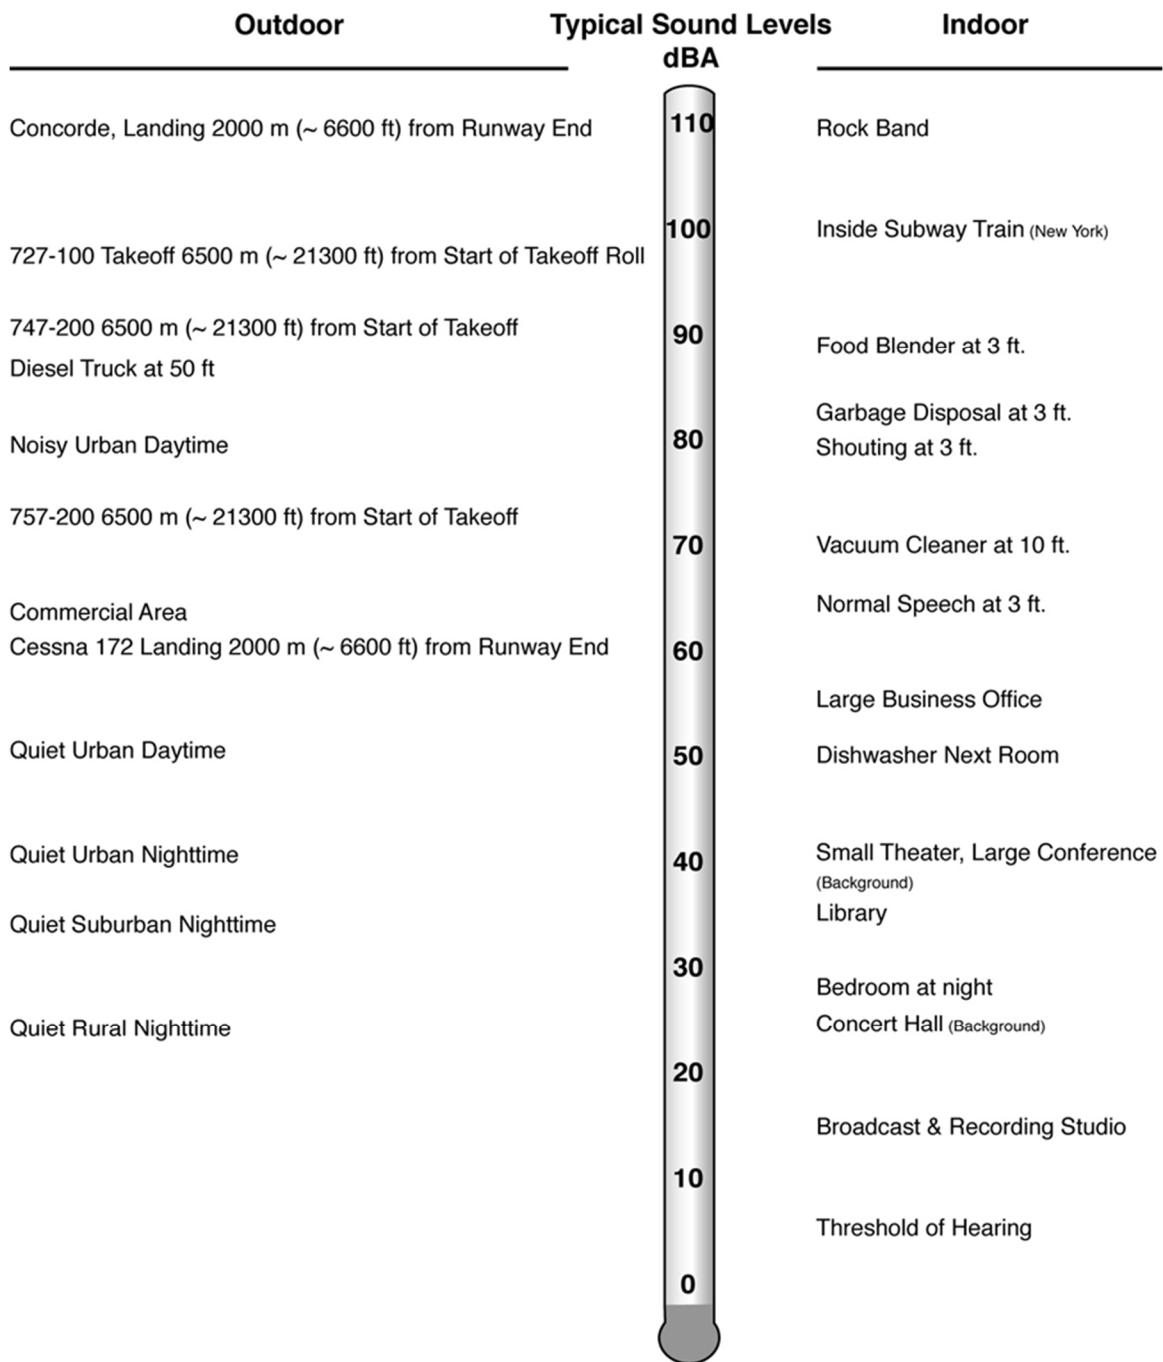 Outdoor
Typical Sound Levels
dBA
Indoor
Concorde, Landing 2000 m (~ 6600 ft) from Runway End
110
Rock Band
100
Inside Subway Train (New York)
727-100 Takeoff 6500 m (~ 21300 ft) from Start of Takeoff Roll
747-200 6500 m (~ 21300 ft) from Start of Takeoff
90
Food Blender at 3 ft.
Diesel Truck at 50 ft
Garbage Disposal at 3 ft.
Noisy Urban Daytime
80
Shouting at 3 ft.
757-200 6500 m (~ 21300 ft) from Start of Takeoff
70
Vacuum Cleaner at 10 ft.
Normal Speech at 3 ft.
Commercial Area
Cessna 172 Landing 2000 m (~ 6600 ft) from Runway End
60
Large Business Office
Quiet Urban Daytime
50
Dishwasher Next Room
Quiet Urban Nighttime
40
Small Theater, Large Conference
(Background)
Library
Quiet Suburban Nighttime
30
Bedroom at night
Quiet Rural Nighttime
Concert Hall (Background)
20
Broadcast & Recording Studio
10
Threshold of Hearing
0